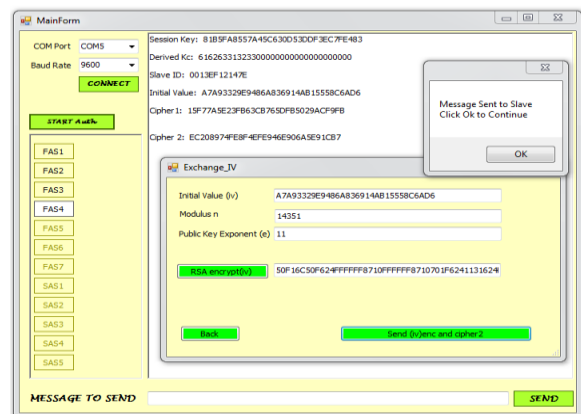 MainForm
COM Port COM5
Baud Rate 9600
CONNECT
START Auth
FAS1
FAS2
FAS3
FAS4
FAS5
FAS6
FAS7
SAS1
SAS2
SAS3
SAS4
SAS5
Session Key: 81B5FA8557A45C630D53DDF3EC7FE483
Derived Kc: 61626331323300000000000000000000
Slave ID: 0013EF12147E
Initial Value: A7A93329E9486A836914AB15558C6AD6
Cipher1: 15F77A5E23FB63CB765DFB5029ACF9FB
Cipher 2: EC208974FE8F4EFE946E906A5E91CB7
Message Sent to Slave
Click Ok to Continue
OK
Exchange_IV
Initial Value (iv) A7A93329E9486A836914AB15558C6AD6
Modulus n 14351
Public Key Exponent (e) 11
RSA encrypt(iv) 50F16C50F624FFFFFF8710FFFFFF8710701F6241131624
Back
Send (iv)enc and cipher2
MESSAGE TO SEND
SEND